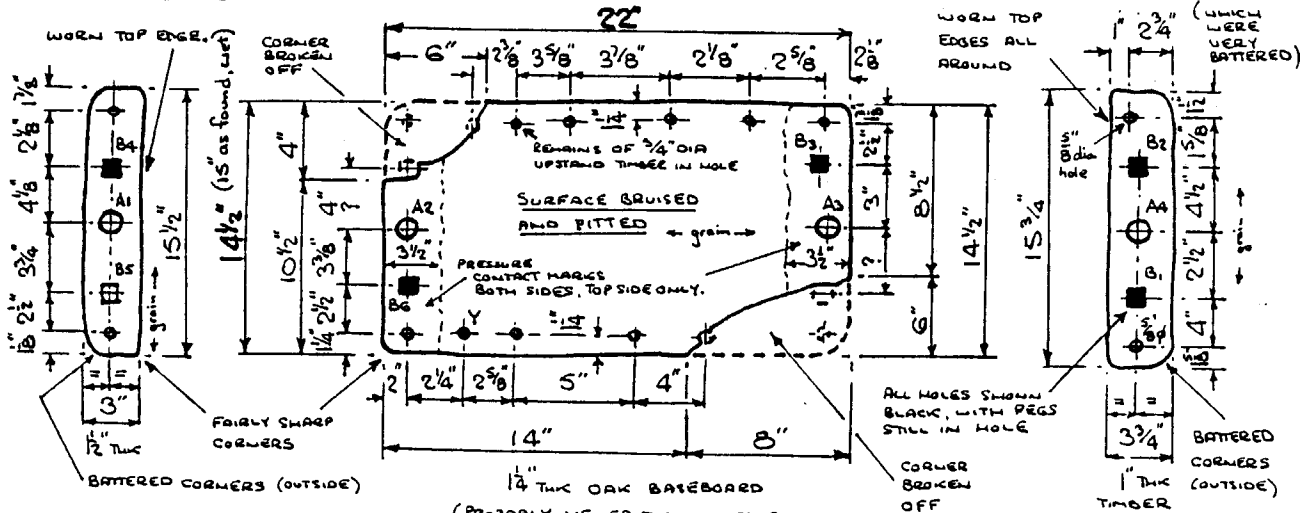 WORN TOP EDGE.
1 7/8"
2 1/8"
4 1/8"
3 3/4"
2 1/2"
1 1/8"
B4
A1
B5
grain
15 1/2"
= =
3"
1 1/2" THK
BATTERED CORNERS (OUTSIDE)
FAIRLY SHARP
CORNERS
14 1/2" (15" as found, wet)
CORNER
BROKEN
OFF
22"
6"
2 3/8"
3 5/8"
3 7/8"
2 1/8"
2 5/8"
2 1/8"
4"
10 1/2"
4"
?
3 3/8"
2 1/2"
1 1/4"
REMAINS OF 3/4" DIA
UPSTAND TIMBER IN HOLE
SURFACE BRUISED
AND PITTED
grain
A2
3 1/2"
B6
PRESSURE
CONTACT MARKS
BOTH SIDES, TOP SIDE ONLY.
Y
B3
A3
3 1/2"
2 1/2"
3"
?
8 1/2"
6"
14 1/2"
2"
2 1/4"
2 5/8"
5"
4"
14"
8"
1 1/4" THK OAK BASEBOARD
CORNER
BROKEN
OFF
WORN TOP
EDGES ALL
AROUND
1"
2 3/4"
(WHICH
WERE
VERY
BATTERED)
dia
hole
B2
A4
B1
15 3/4"
1 1/2"
1 5/8"
4 1/2"
2 1/2"
4"
grain
= =
3 3/4"
1" THK
TIMBER
ALL HOLES SHOWN
BLACK, WITH PEGS
STILL IN HOLE
BATTERED
CORNERS
(OUTSIDE)